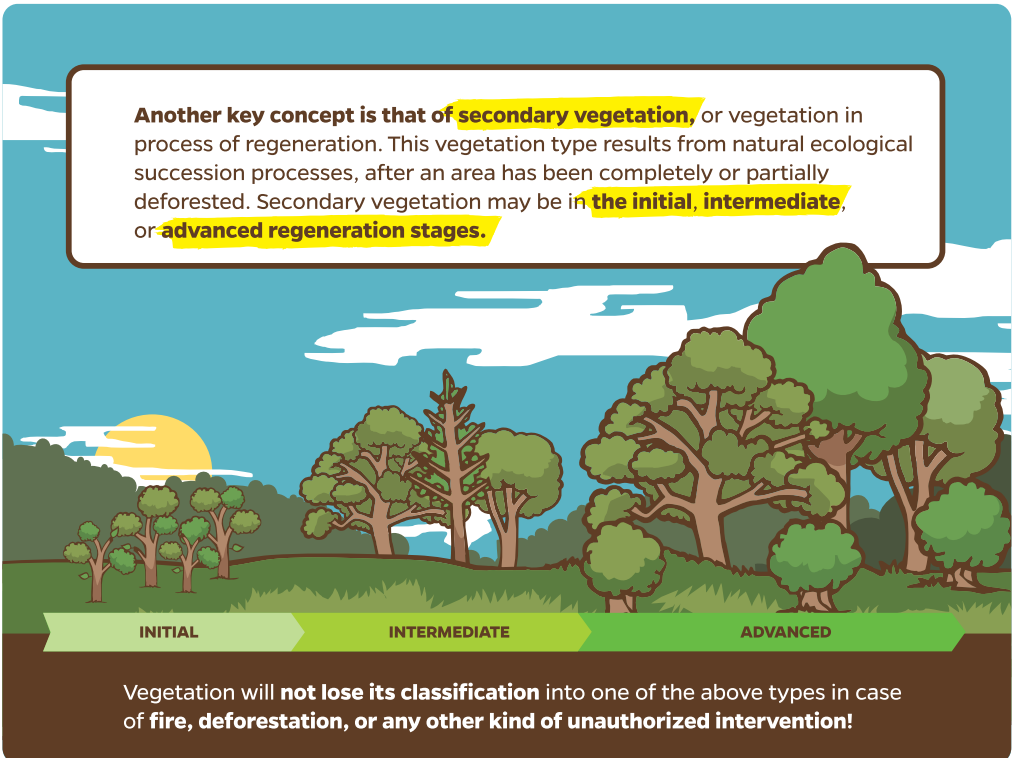 Another key concept is that of secondary vegetation, or vegetation in
process of regeneration. This vegetation type results from natural ecological
succession processes, after an area has been completely or partially
deforested. Secondary vegetation may be in the initial, intermediate,
or advanced regeneration stages.
INITIAL
INTERMEDIATE
ADVANCED
Vegetation will not lose its classification into one of the above types in case
of fire, deforestation, or any other kind of unauthorized intervention!